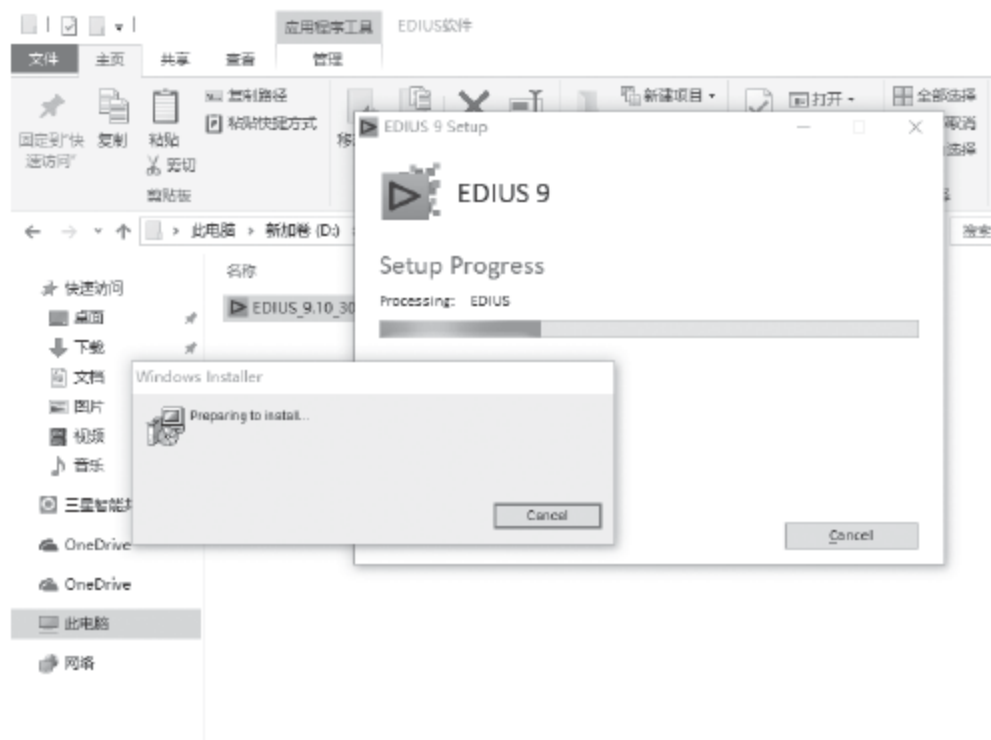 应用程序工具 EDIUS软件
文件 主页 共享 查看 管理
固定到"快速访问"
复制
粘贴
复制路径
粘贴快捷方式
剪切
剪贴板
新建项目
打开
全部选择
取消
选择
← → ↑ > 此电脑 > 新加卷 (D:)
搜索
快速访问
桌面
下载
文档
图片
视频
音乐
三星智能
OneDrive
OneDrive
此电脑
网络
名称
EDIUS_9.10_30
EDIUS 9 Setup
EDIUS 9
Setup Progress
Processing: EDIUS
Cancel
Windows Installer
Preparing to install...
Cancel